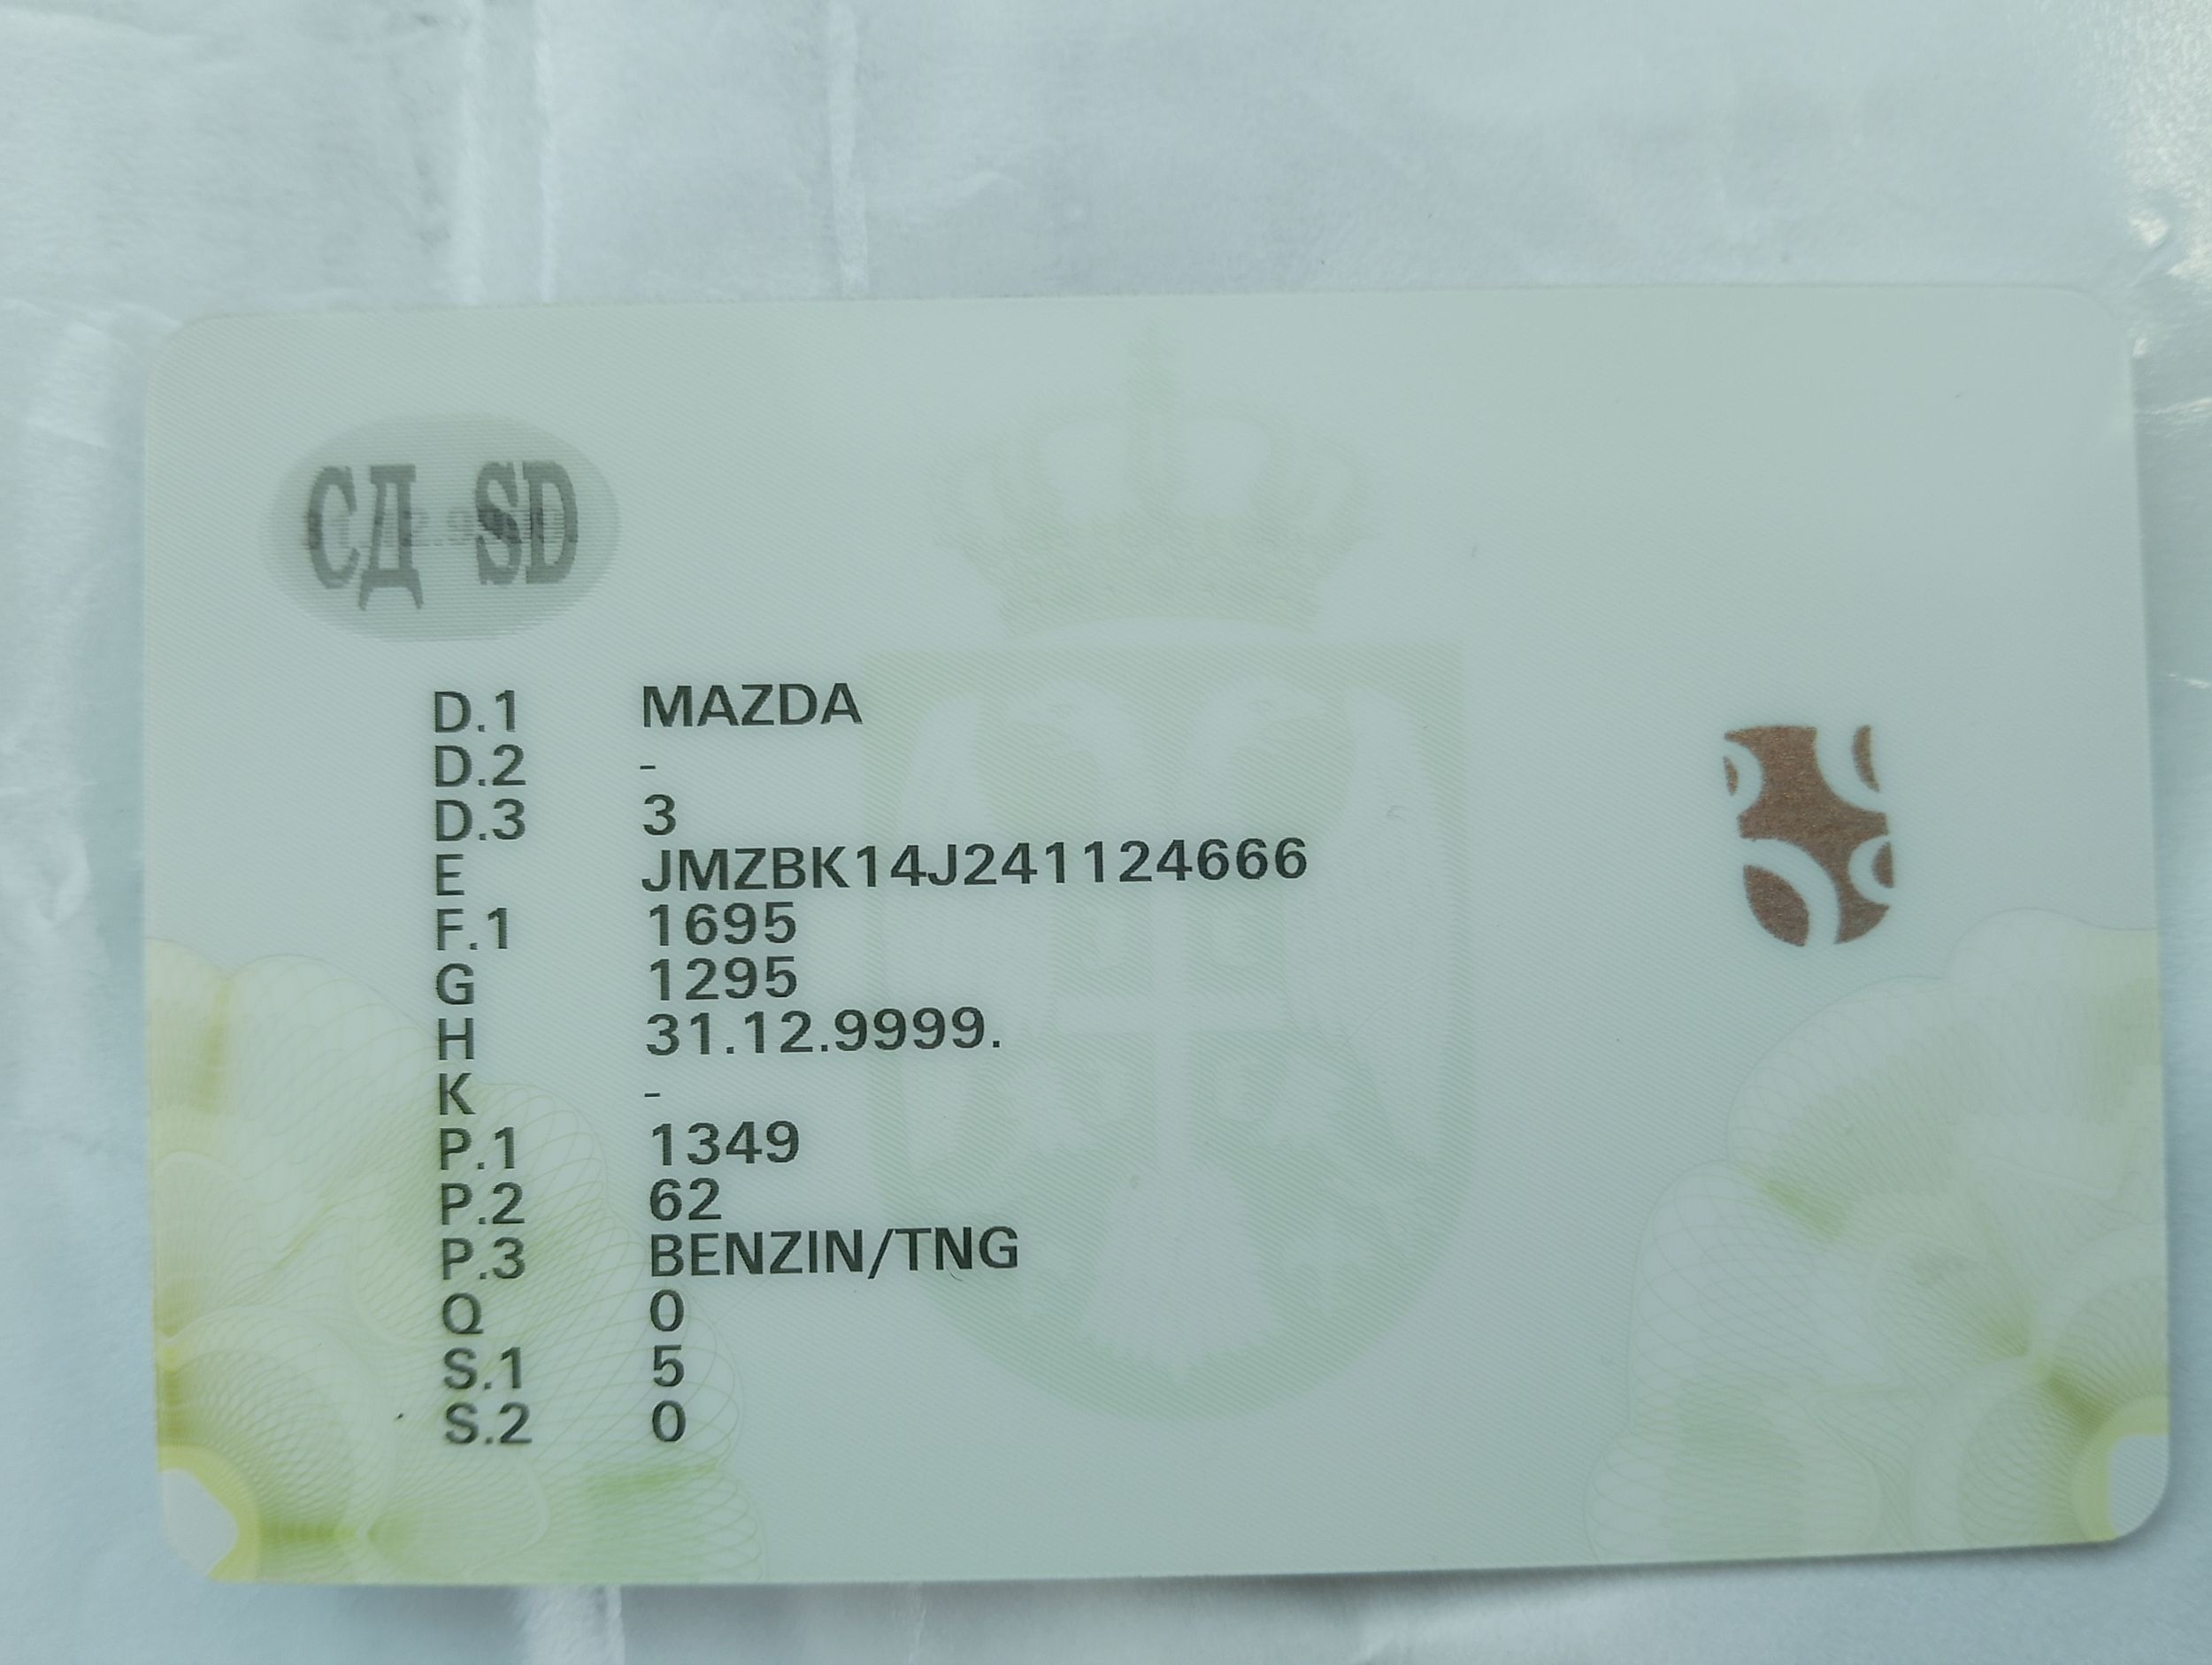 СД SD
D.1 MAZDA
D.2 -
D.3 3
E JMZBK14J241124666
F.1 1695
G 1295
H 31.12.9999.
K -
P.1 1349
P.2 62
P.3 BENZIN/TNG
Q 0
S.1 5
S.2 0